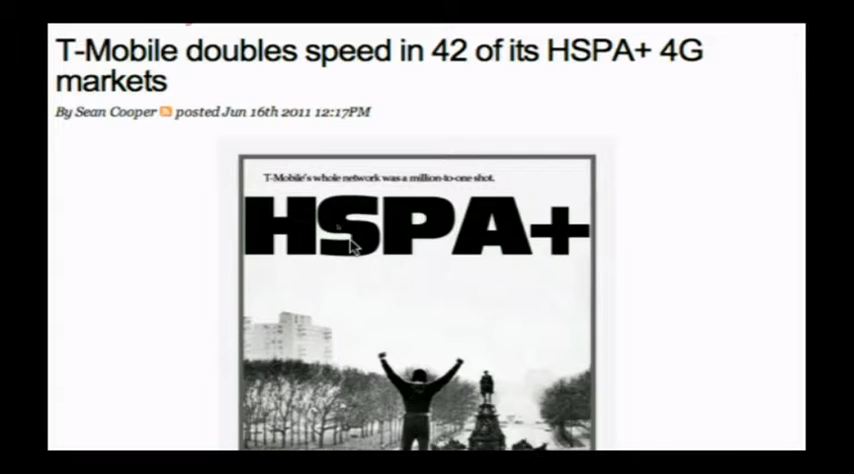 T-Mobile doubles speed in 42 of its HSPA+ 4G
markets
By Sean Cooper posted Jun 16th 2011 12:17PM
T-Mobile's whole network was a million-to-one shot.
HSPA+